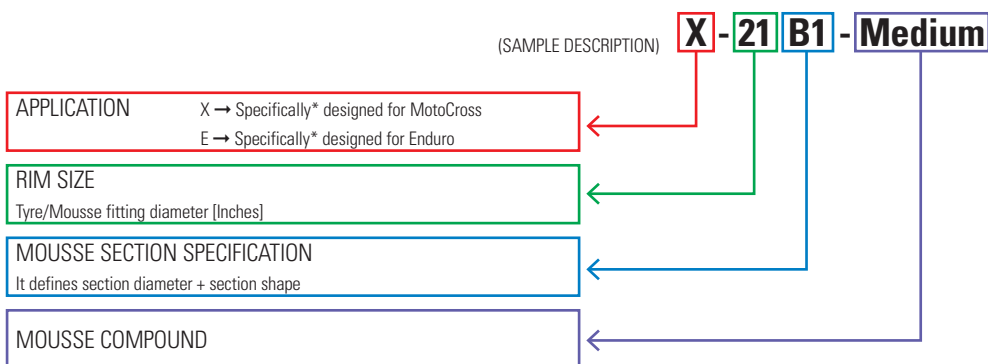 (SAMPLE DESCRIPTION) X - 21 B1 - Medium
APPLICATION X → Specifically* designed for MotoCross
E → Specifically* designed for Enduro
RIM SIZE
Tyre/Mousse fitting diameter [Inches]
MOUSSE SECTION SPECIFICATION
It defines section diameter + section shape
MOUSSE COMPOUND